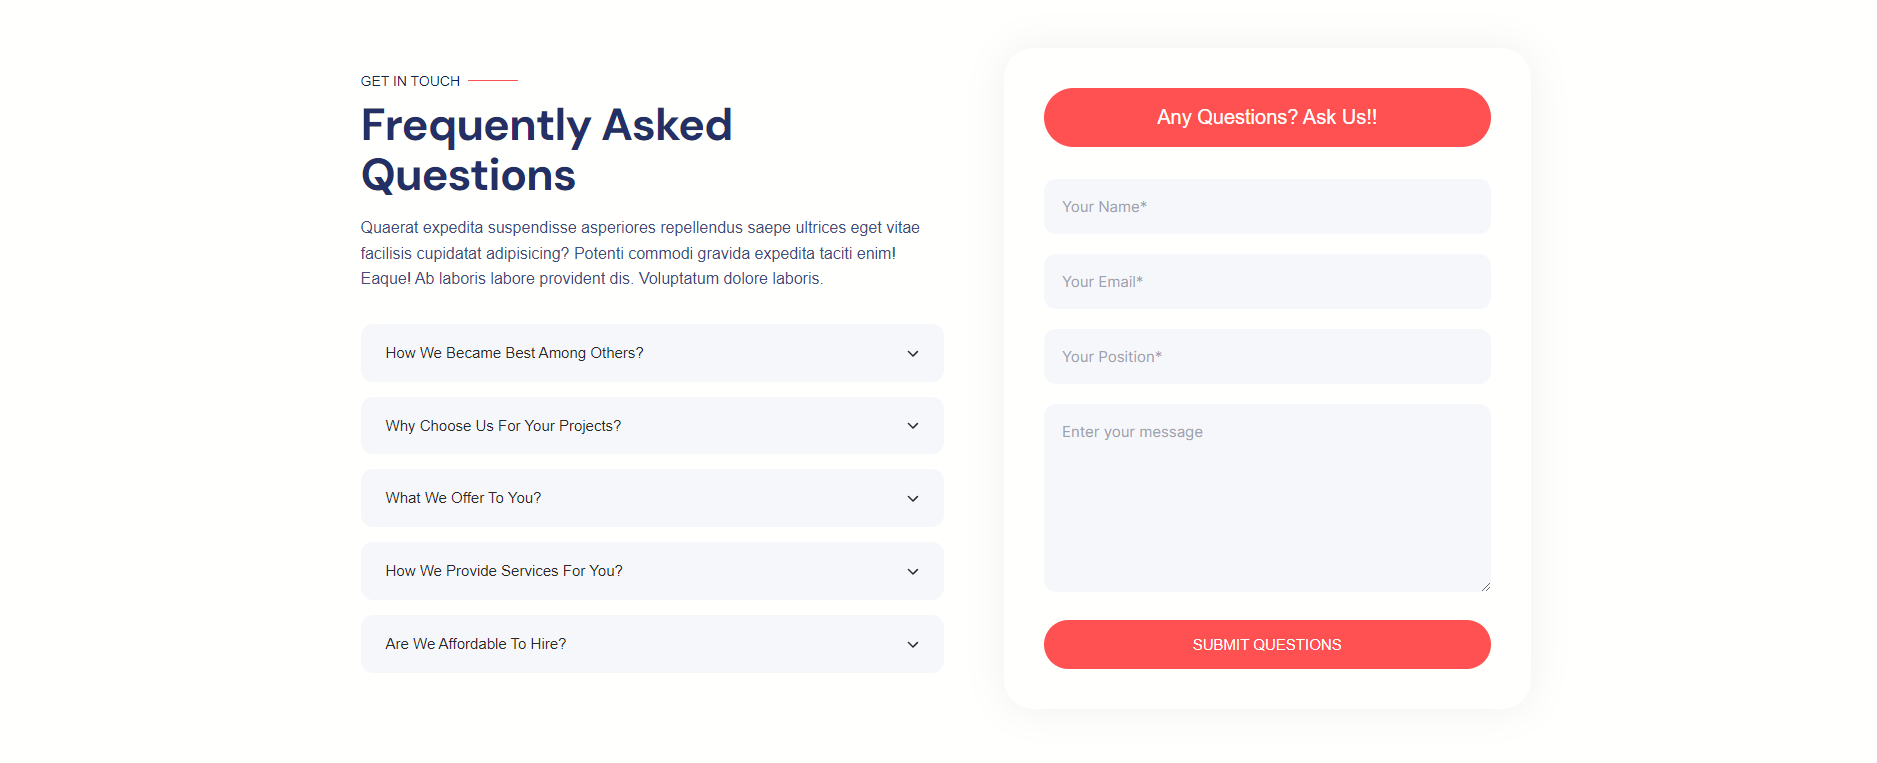 GET IN TOUCH
Frequently Asked
Questions
Quaerat expedita suspendisse asperiores repellendus saepe ultrices eget vitae
facilisis cupidatat adipisicing? Potenti commodi gravida expedita taciti enim!
Eaque! Ab laboris labore provident dis. Voluptatum dolore laboris.
How We Became Best Among Others?
Why Choose Us For Your Projects?
What We Offer To You?
How We Provide Services For You?
Are We Affordable To Hire?
Any Questions? Ask Us!!
Your Name*
Your Email*
Your Position*
Enter your message
SUBMIT QUESTIONS